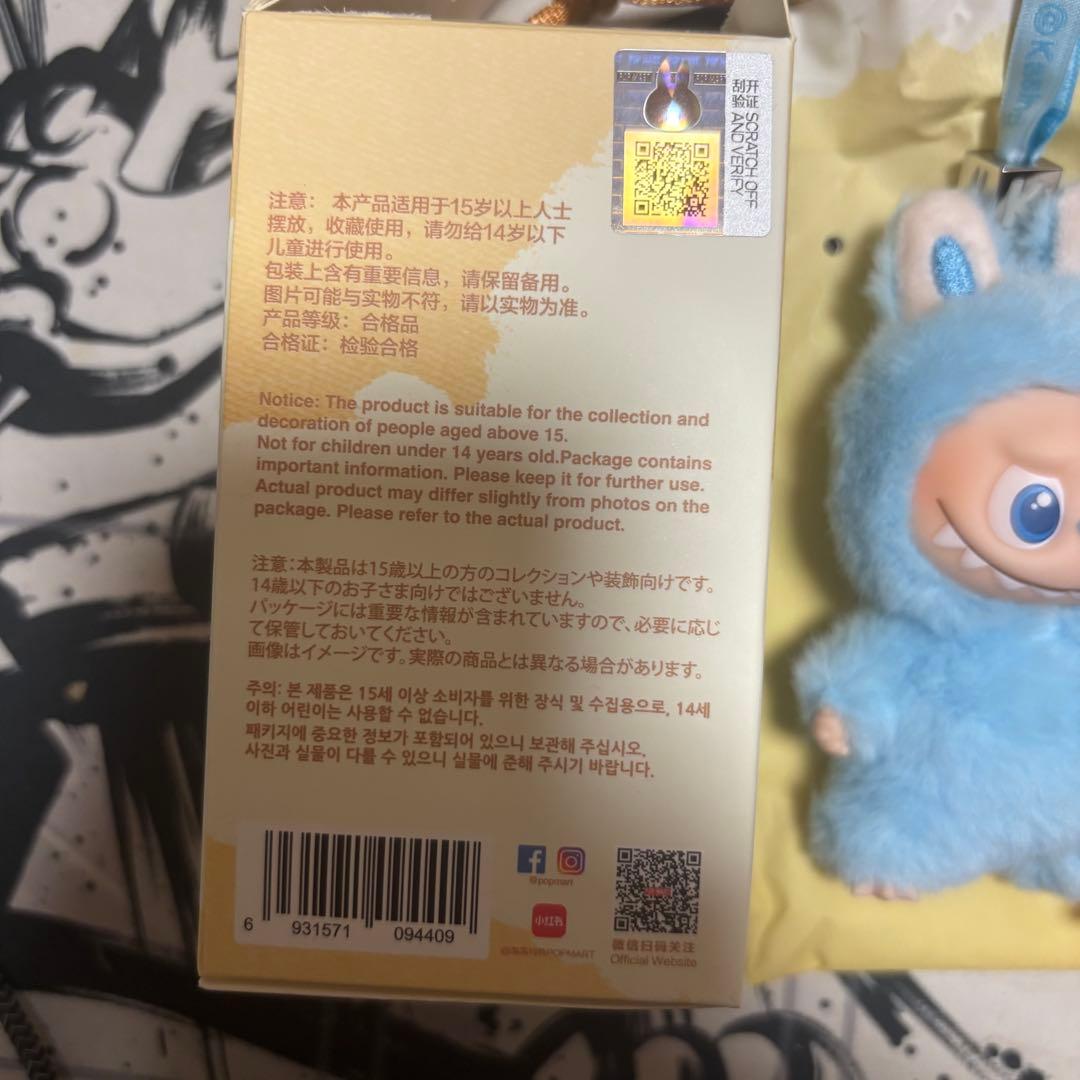 刮开
验证 SCRATCH OFF
AND VERIFY
注意： 本产品适用于15岁以上人士
摆放，收藏使用，请勿给14岁以下
儿童进行使用。
包装上含有重要信息，请保留备用。
图片可能与实物不符，请以实物为准。
产品等级：合格品
合格证：检验合格
Notice: The product is suitable for the collection and
decoration of people aged above 15.
Not for children under 14 years old.Package contains
important information. Please keep it for further use.
Actual product may differ slightly from photos on the
package. Please refer to the actual product.
注意:本製品は15歳以上の方のコレクションや装飾向けです。
14歳以下のお子さま向けではございません。
パッケージには重要な情報が含まれていますので、必要に応じ
て保管しておいてください。
画像はイメージです。実際の商品とは異なる場合があります。
주의: 본 제품은 15세 이상 소비자를 위한 장식 및 수집용으로, 14세
이하 어린이는 사용할 수 없습니다.
패키지에 중요한 정보가 포함되어 있으니 보관해 주십시오.
사진과 실물이 다를 수 있으니 실물에 준해 주시기 바랍니다.
6 931571 094409
@popmart
小红书
POPMART
微信扫码关注
Official Website